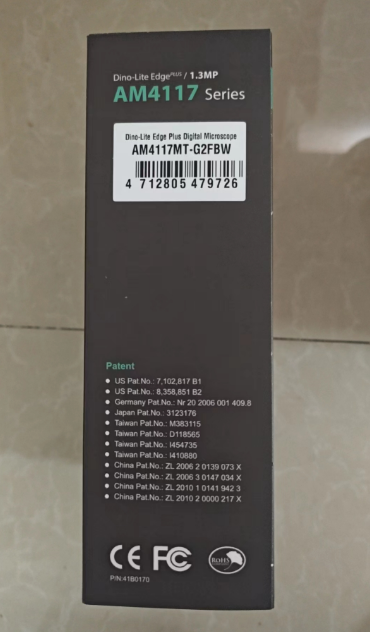 Dino-Lite Edge PLUS / 1.3MP
AM4117 Series
Dino-Lite Edge Plus Digital Microscope
AM4117MT-G2FBW
4 712805 479726
Patent
US Pat.No.: 7,102,817 B1
US Pat.No.: 8,358,851 B2
Germany Pat.No.: Nr 20 2006 001 409.8
Japan Pat.No.: 3123176
Taiwan Pat.No.: M383115
Taiwan Pat.No.: D118565
Taiwan Pat.No.: I454735
Taiwan Pat.No.: I410880
China Pat.No.: ZL 2006 2 0139 073 X
China Pat.No.: ZL 2006 3 0147 034 X
China Pat.No.: ZL 2010 1 0141 942 3
China Pat.No.: ZL 2010 2 0000 217 X
CE FC RoHS
P/N:41B0170